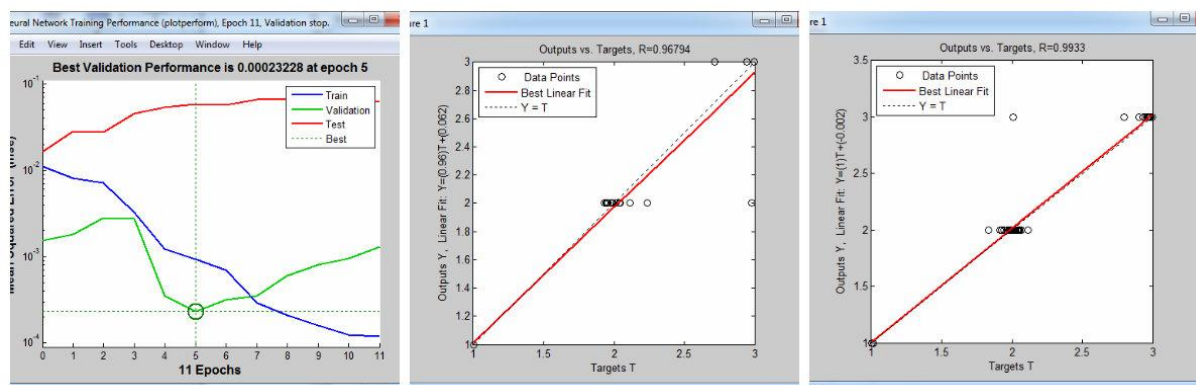 eural Network Training Performance (plotperform), Epoch 11, Validation stop.
Edit View Insert Tools Desktop Window Help
Best Validation Performance is 0.00023228 at epoch 5
Mean Squared Error (mse)
10^-1
10^-2
10^-3
10^-4
Train
Validation
Test
Best
0 1 2 3 4 5 6 7 8 9 10 11
11 Epochs
re 1
Outputs vs. Targets, R=0.96794
Outputs Y, Linear Fit: Y=(0.96)T+(0.062)
3
2.8
2.6
2.4
2.2
2
1.8
1.6
1.4
1.2
Data Points
Best Linear Fit
Y = T
1 1.5 2 2.5 3
Targets T
e 1
Outputs vs. Targets, R=0.9933
Outputs Y, Linear Fit: Y=(1)T+(-0.002)
3.5
3
2.5
2
1.5
1
Data Points
Best Linear Fit
Y = T
1 1.5 2 2.5 3
Targets T